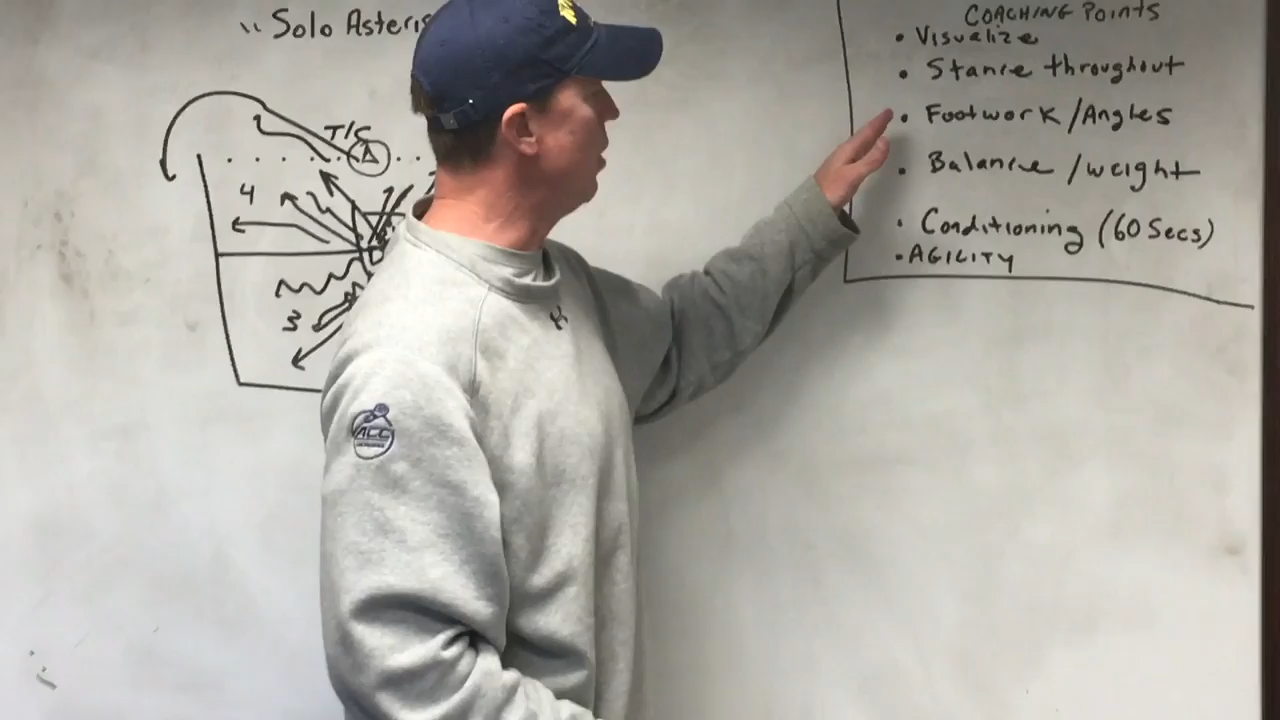 " Solo Asteris
T/S
4
3
COACHING POINTS
• Visualize
• Stance throughout
• Footwork/Angles
• Balance/weight
• Conditioning (60 Secs)
• AGILITY
ACC